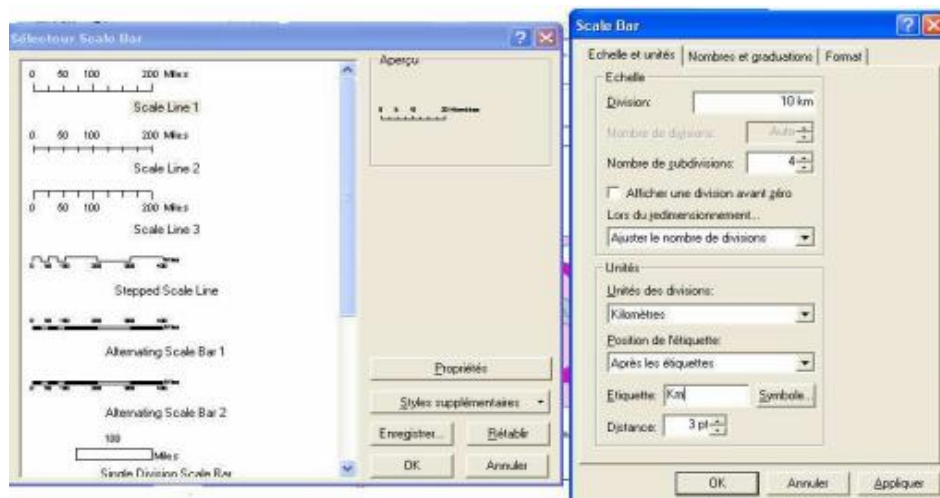 Sélecteur Scale Bar
0 50 100 200 Miles
Scale Line 1
0 50 100 200 Miles
Scale Line 2
0 50 100 200 Miles
Scale Line 3
Stepped Scale Line
Alternating Scale Bar 1
Alternating Scale Bar 2
100
Miles
Single Division Scale Bar
Aperçu
Propriétés
Styles supplémentaires
Enregistrer...
Rétablir
OK
Annuler
Scale Bar
Echelle et unités
Nombres et graduations
Format
Echelle
Division: 10 km
Nombre de divisions: Auto
Nombre de subdivisions: 4
Afficher une division avant zéro
Lors du redimensionnement...
Ajuster le nombre de divisions
Unités
Unités des divisions:
Kilomètres
Position de l'étiquette:
Après les étiquettes
Etiquette: Km Symbole...
Distance: 3 pt
OK Annuler Appliquer